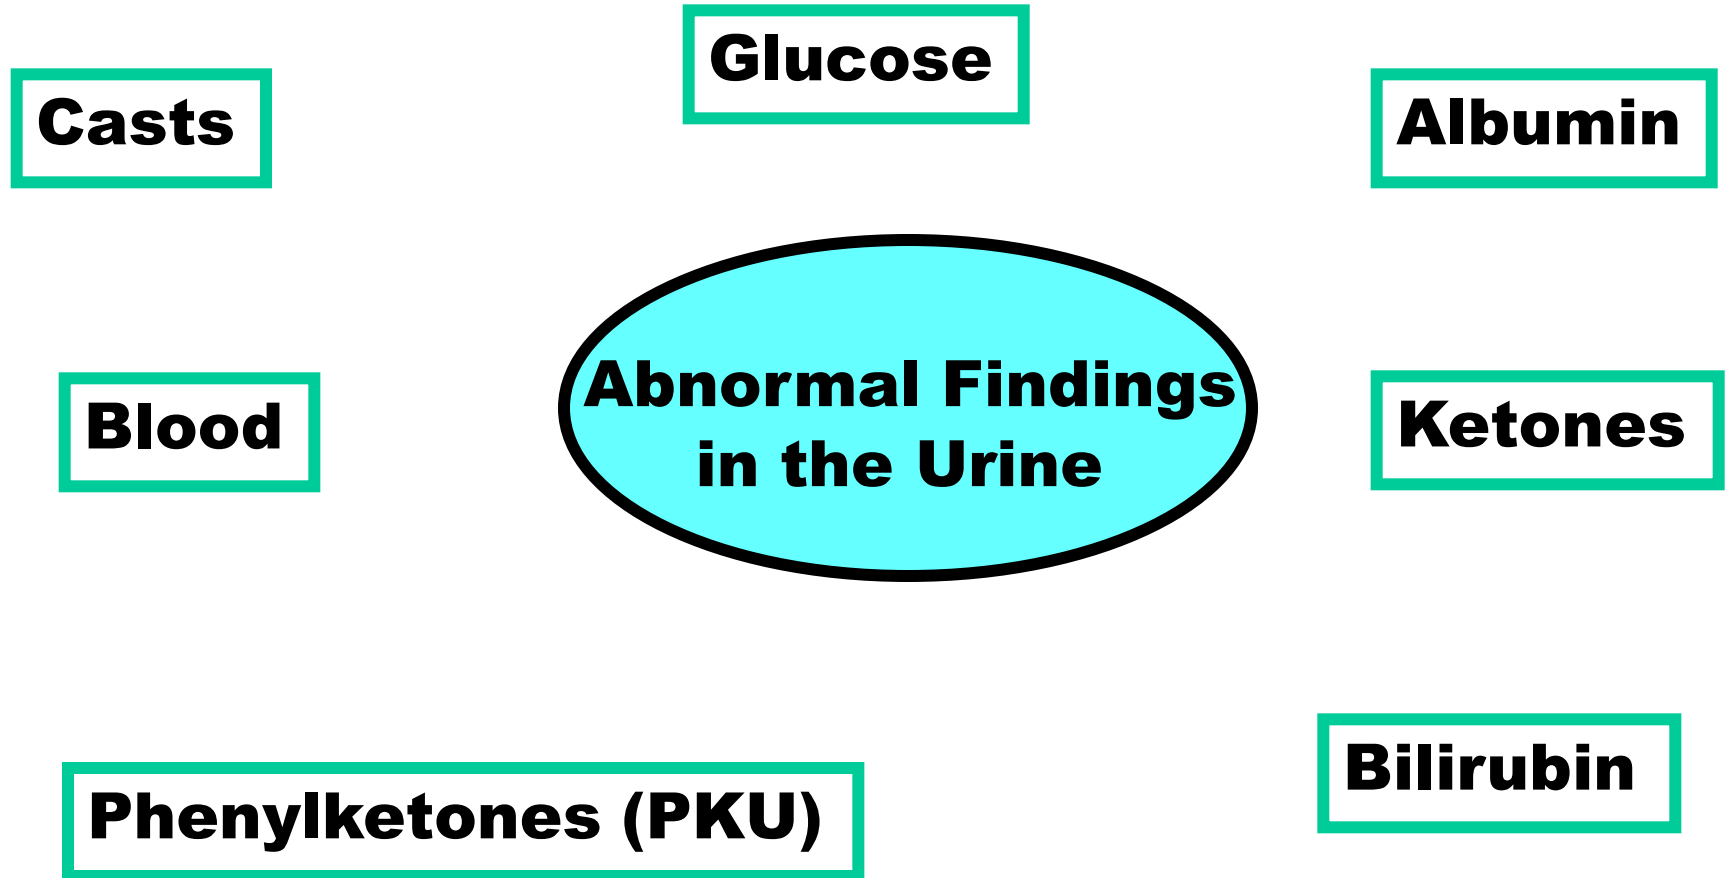 Glucose
Casts
Albumin
Abnormal Findings
in the Urine
Blood
Ketones
Bilirubin
Phenylketones (PKU)